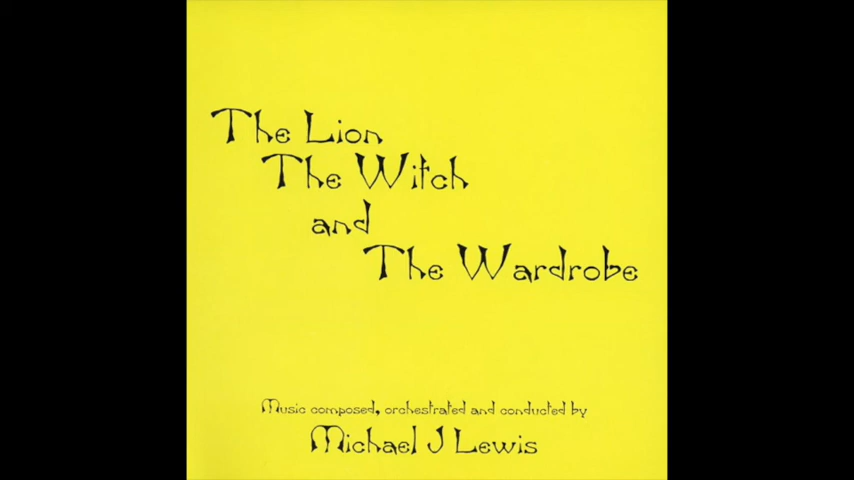 The Lion
The Witch
and
The Wardrobe
Music composed, orchestrated and conducted by
Michael J Lewis